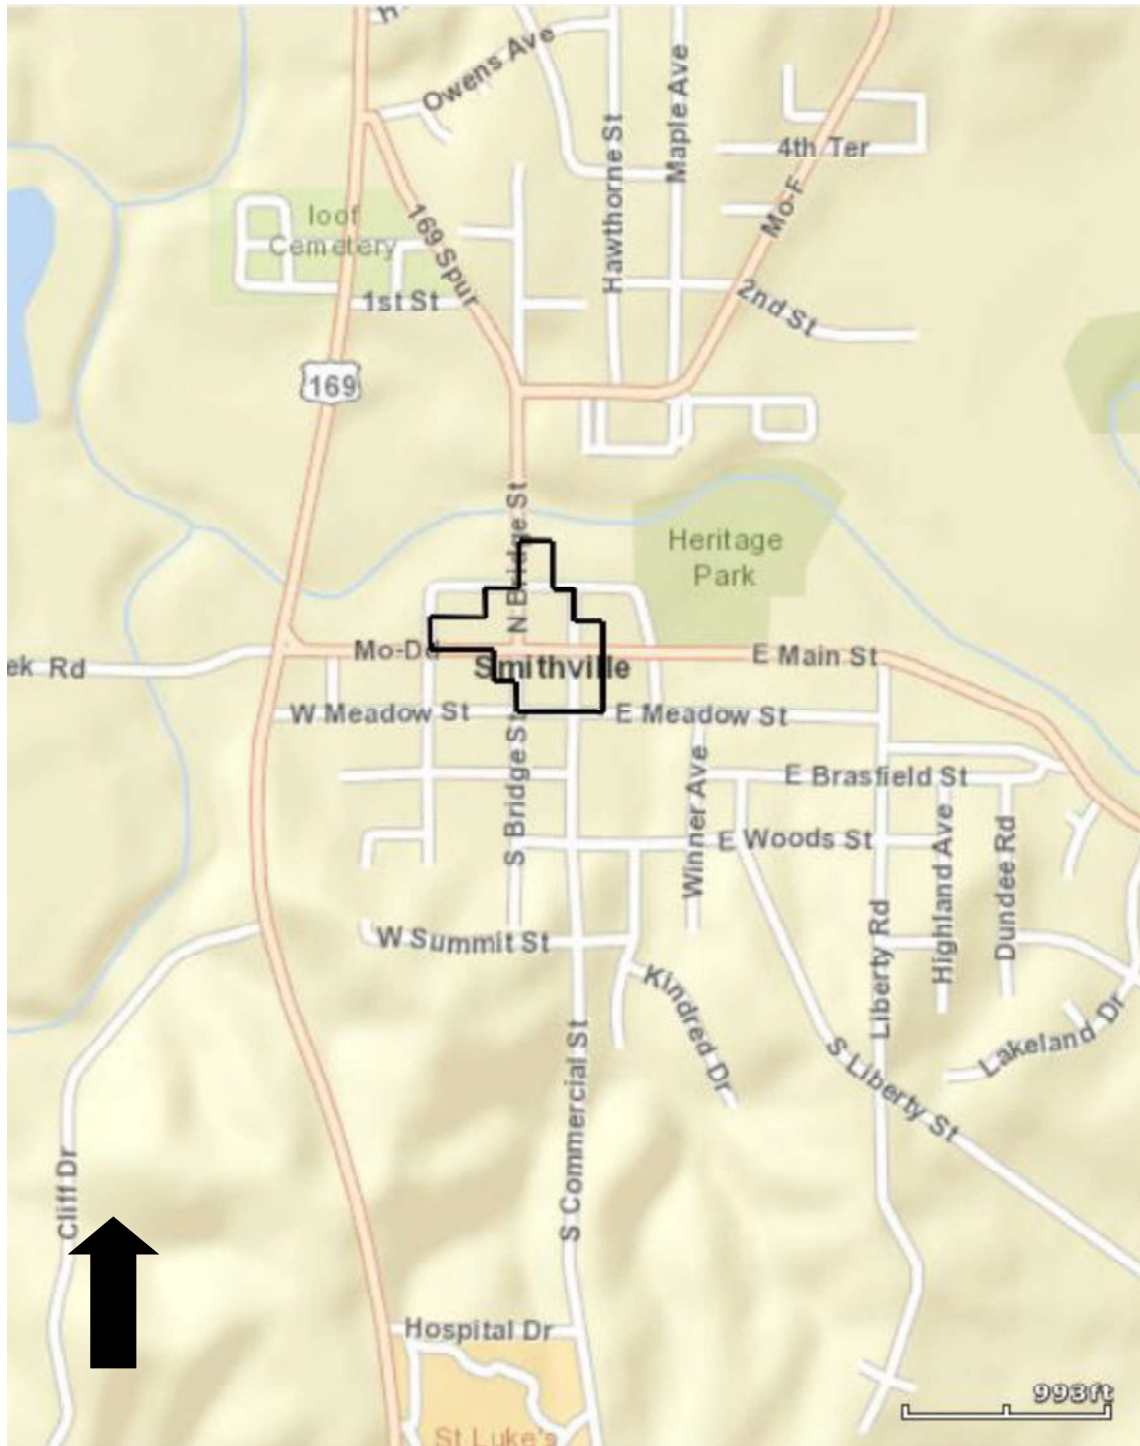 Owens Ave
Hawthorne St
Maple Ave
4th Ter
Mo-F
Ioof
Cemetery
169 Spur
1st St
2nd St
169
N Bridge St
Heritage
Park
Mo-Dd
Smithville
E Main St
ek Rd
W Meadow St
E Meadow St
S Bridge St
Winner Ave
E Brasfield St
E Woods St
Highland Ave
Dundee Rd
Liberty Rd
W Summit St
Kindred Dr
Lakeland Dr
S Liberty St
S Commercial St
Cliff Dr
Hospital Dr
993ft
St Luke's